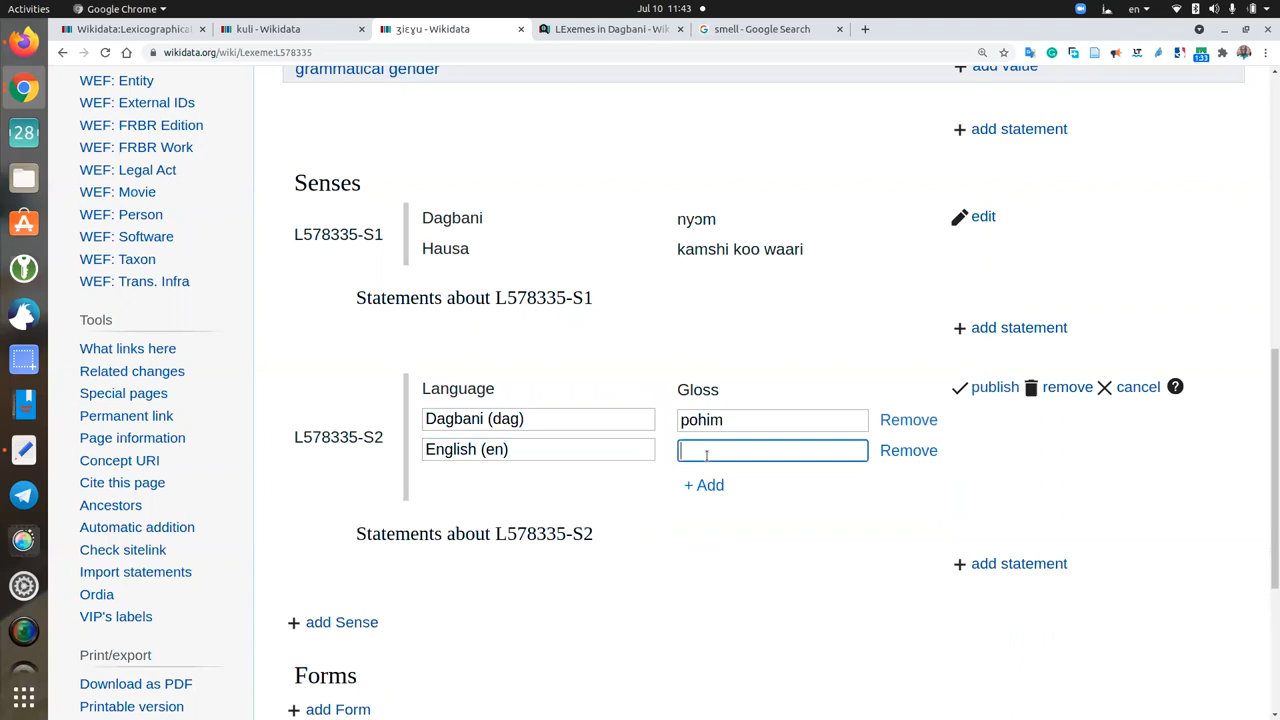 Activities
Google Chrome
Jul 10 11:43
en
Wikidata:Lexicographical
kuli - Wikidata
ʒiɛɣu - Wikidata
LExemes in Dagbani - Wik
smell - Google Search
wikidata.org/wiki/Lexeme:L578335
1:33
28
WEF: Entity
WEF: External IDs
WEF: FRBR Edition
WEF: FRBR Work
WEF: Legal Act
WEF: Movie
WEF: Person
WEF: Software
WEF: Taxon
WEF: Trans. Infra
Tools
What links here
Related changes
Special pages
Permanent link
Page information
Concept URI
Cite this page
Ancestors
Automatic addition
Check sitelink
Import statements
Ordia
VIP's labels
Print/export
Download as PDF
Printable version
grammatical gender
+ add value
+ add statement
Senses
L578335-S1
Dagbani nyɔm
Hausa kamshi koo waari
edit
Statements about L578335-S1
+ add statement
L578335-S2
Language Gloss
publish remove cancel ?
Dagbani (dag) pohim Remove
English (en) Remove
+ Add
Statements about L578335-S2
+ add statement
+ add Sense
Forms
+ add Form